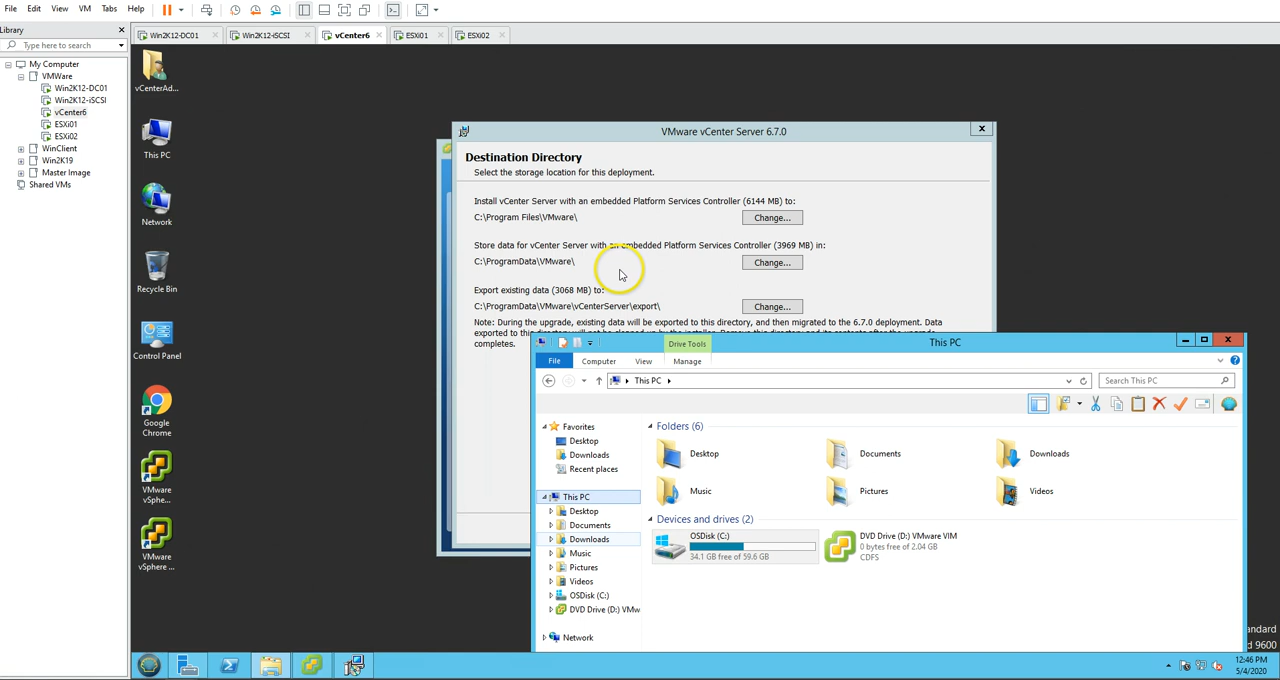 File Edit View VM Tabs Help
Library
Type here to search
My Computer
VMWare
Win2K12-DC01
Win2K12-iSCSI
vCenter6
ESXi01
ESXi02
WinClient
Win2K19
Master Image
Shared VMs
Win2K12-DC01 Win2K12-iSCSI vCenter6 ESXi01 ESXi02
vCenterAd...
This PC
Network
Recycle Bin
Control Panel
Google
Chrome
VMware
vSphe...
VMware
vSphere ...
VMware vCenter Server 6.7.0
Destination Directory
Select the storage location for this deployment.
Install vCenter Server with an embedded Platform Services Controller (6144 MB) to:
C:\Program Files\VMware\ Change...
Store data for vCenter Server with an embedded Platform Services Controller (3969 MB) in:
C:\ProgramData\VMware\ Change...
Export existing data (3068 MB) to:
C:\ProgramData\VMware\vCenterServer\export\ Change...
Note: During the upgrade, existing data will be exported to this directory, and then migrated to the 6.7.0 deployment. Data
completes.
Drive Tools This PC
File Computer View Manage
This PC Search This PC
Favorites
Desktop
Downloads
Recent places
This PC
Desktop
Documents
Downloads
Music
Pictures
Videos
OSDisk (C:)
DVD Drive (D:) VMw
Network
Folders (6)
Desktop Documents Downloads
Music Pictures Videos
Devices and drives (2)
OSDisk (C:)
34.1 GB free of 59.6 GB
DVD Drive (D:) VMware VIM
0 bytes free of 2.04 GB
CDFS
tandard
d 9600
12:46 PM
5/4/2020